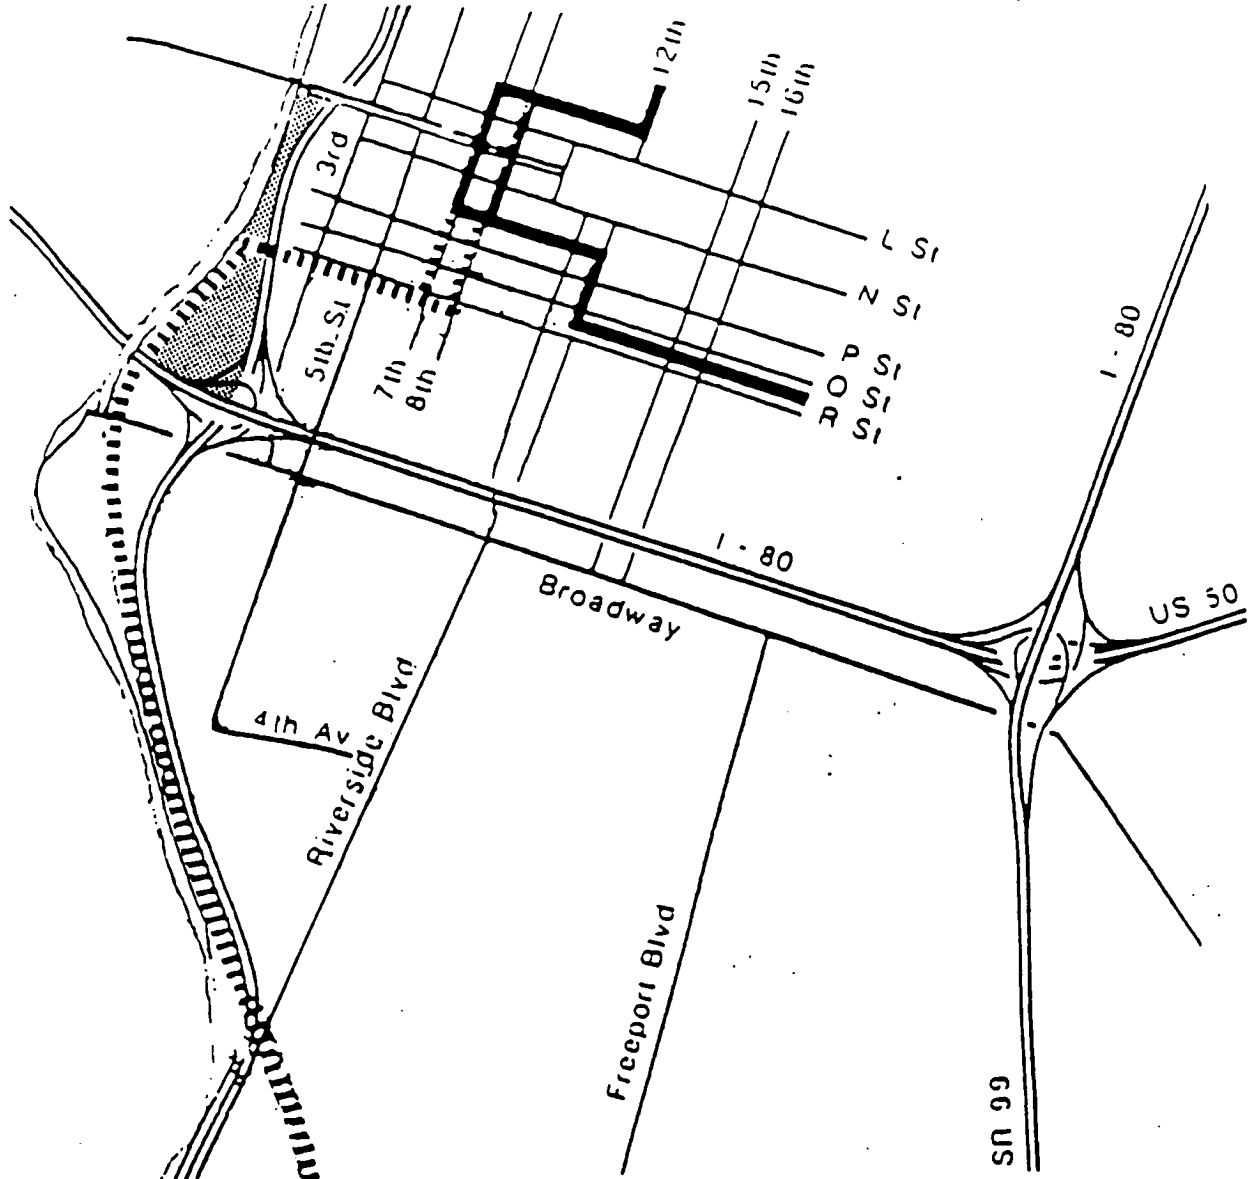 12th
15th
16th
3rd
L St
N St
P St
Q St
R St
5th St
7th
8th
I - 80
I - 80
US 50
Broadway
4th Av
Riverside Blvd
Freeport Blvd
SR 99